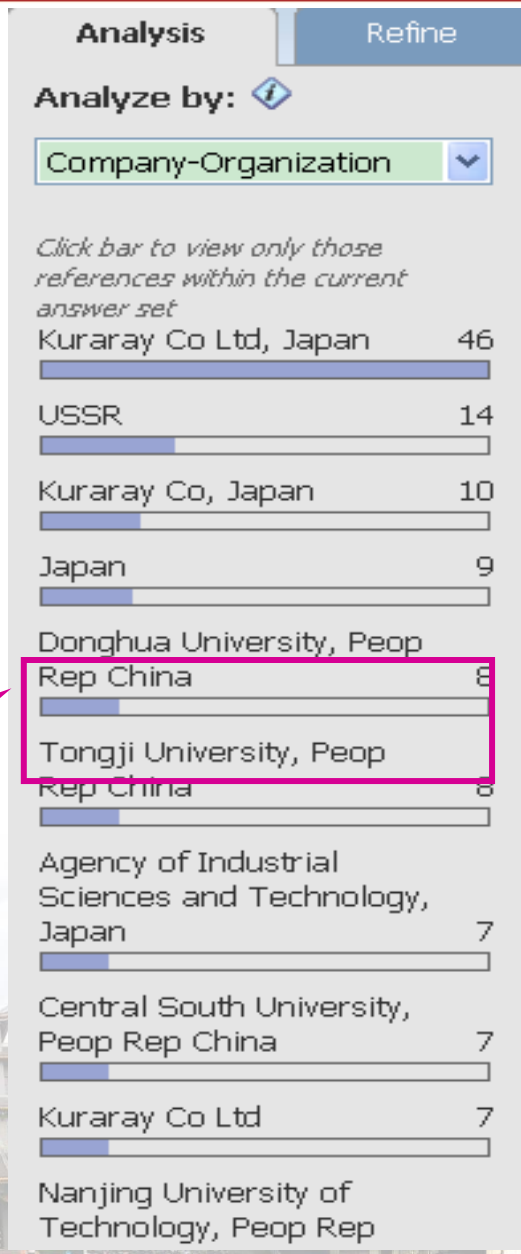 Analysis Refine
Analyze by:
Company-Organization
Click bar to view only those
references within the current
answer set
Kuraray Co Ltd, Japan 46
USSR 14
Kuraray Co, Japan 10
Japan 9
Donghua University, Peop
Rep China 8
Tongji University, Peop
Rep China 8
Agency of Industrial
Sciences and Technology,
Japan 7
Central South University,
Peop Rep China 7
Kuraray Co Ltd 7
Nanjing University of
Technology, Peop Rep